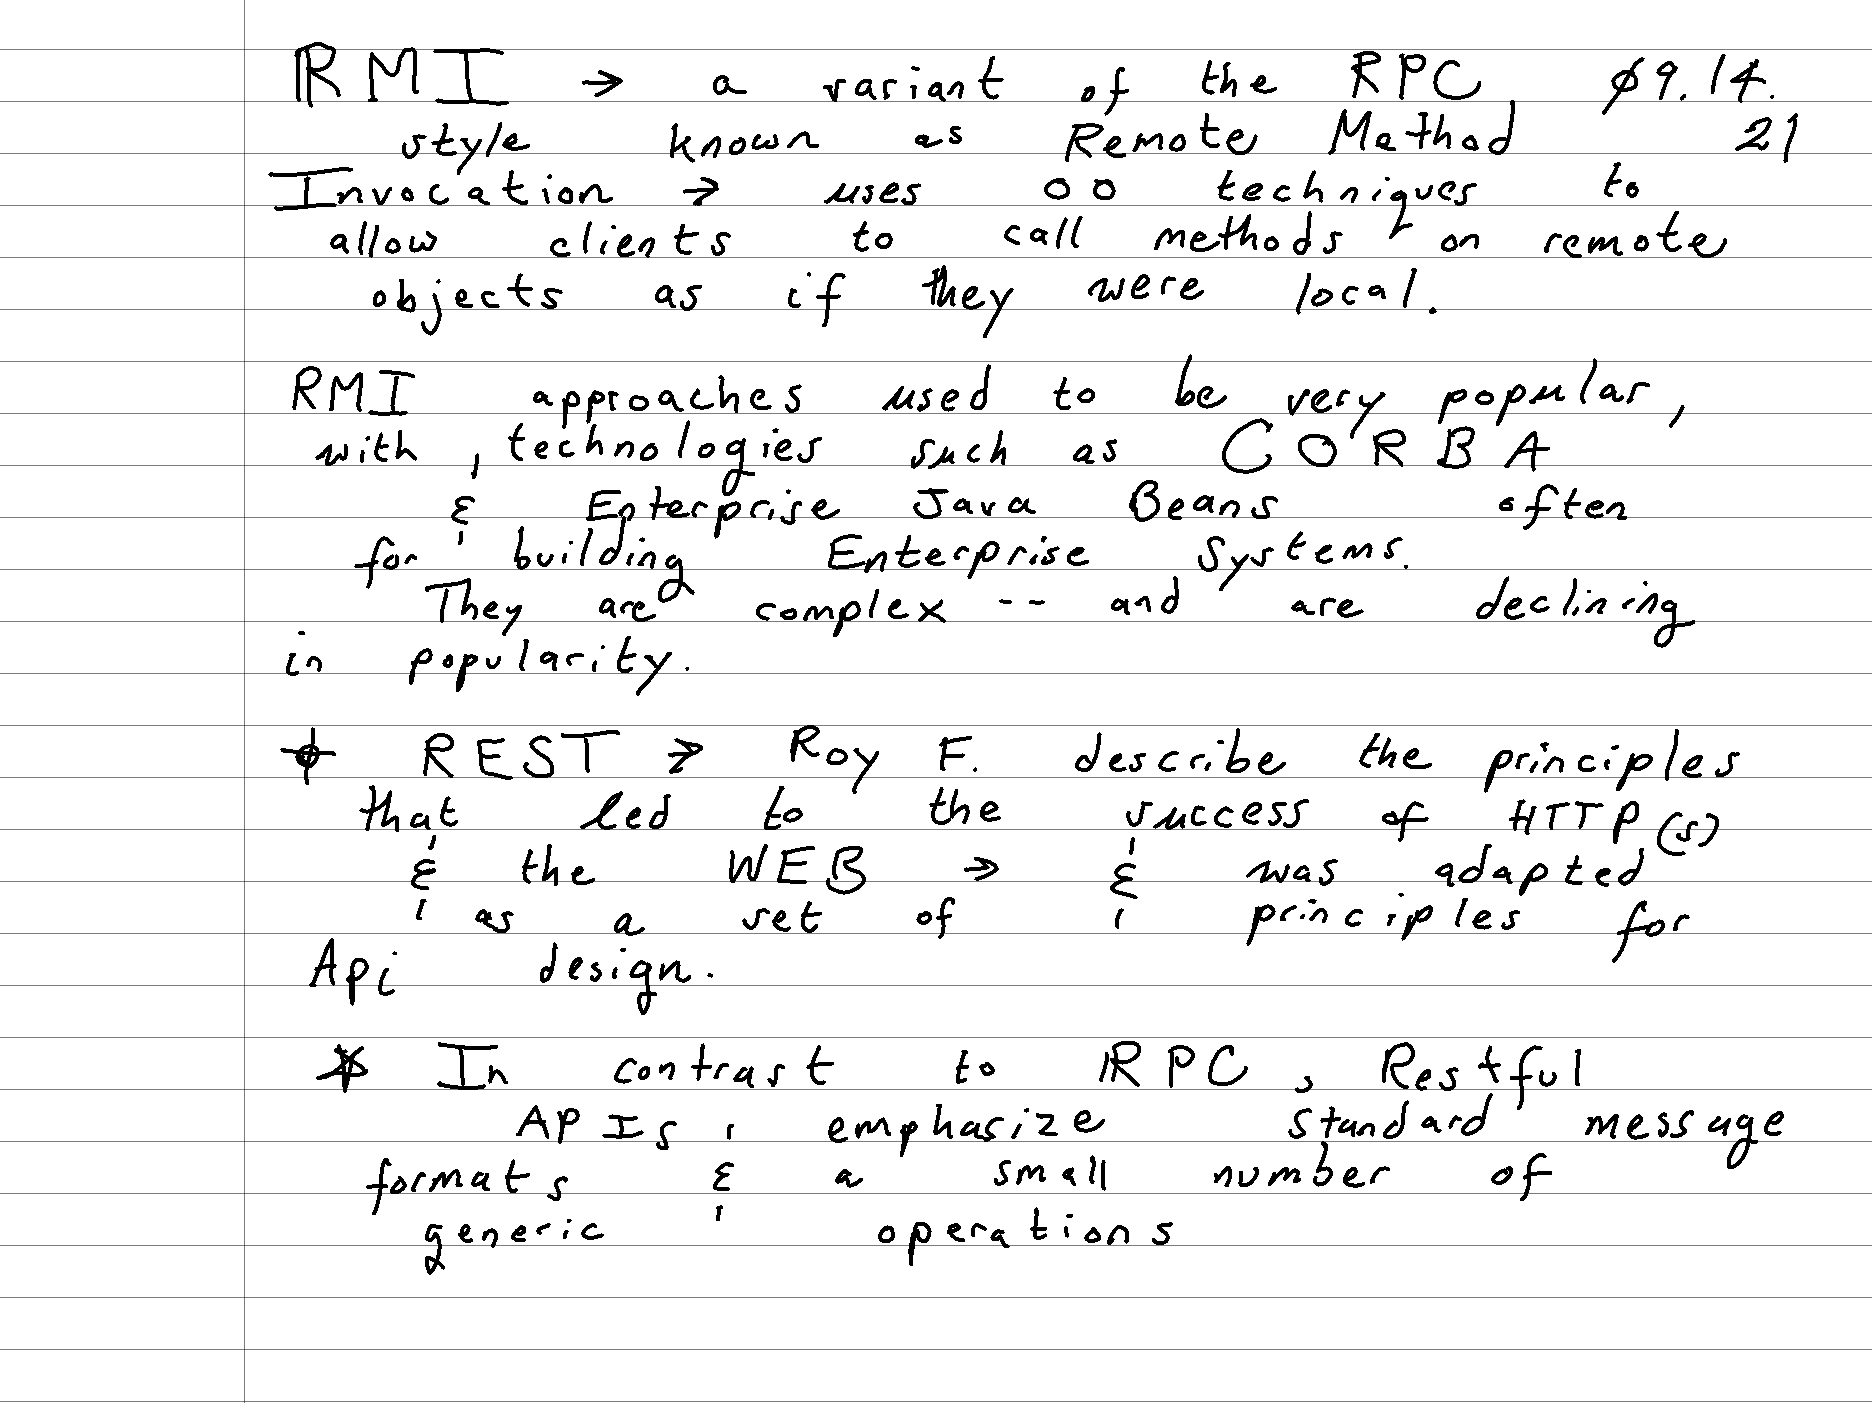 RMI → a variant of the RPC, Ø9.14.
style known as Remote Method 21
Invocation → uses OO techniques to
allow clients to call methods on remote
objects as if they were local.
RMI approaches used to be very popular,
with technologies such as CORBA
& Enterprise Java Beans often
for building Enterprise Systems.
They are complex -- and are declining
in popularity.
REST → Roy F. describe the principles
that led to the success of HTTP(s)
& the WEB → & was adapted
as a set of principles for
Api design.
* In contrast to RPC, Restful
APIs emphasize standard message
formats & a small number of
generic operations